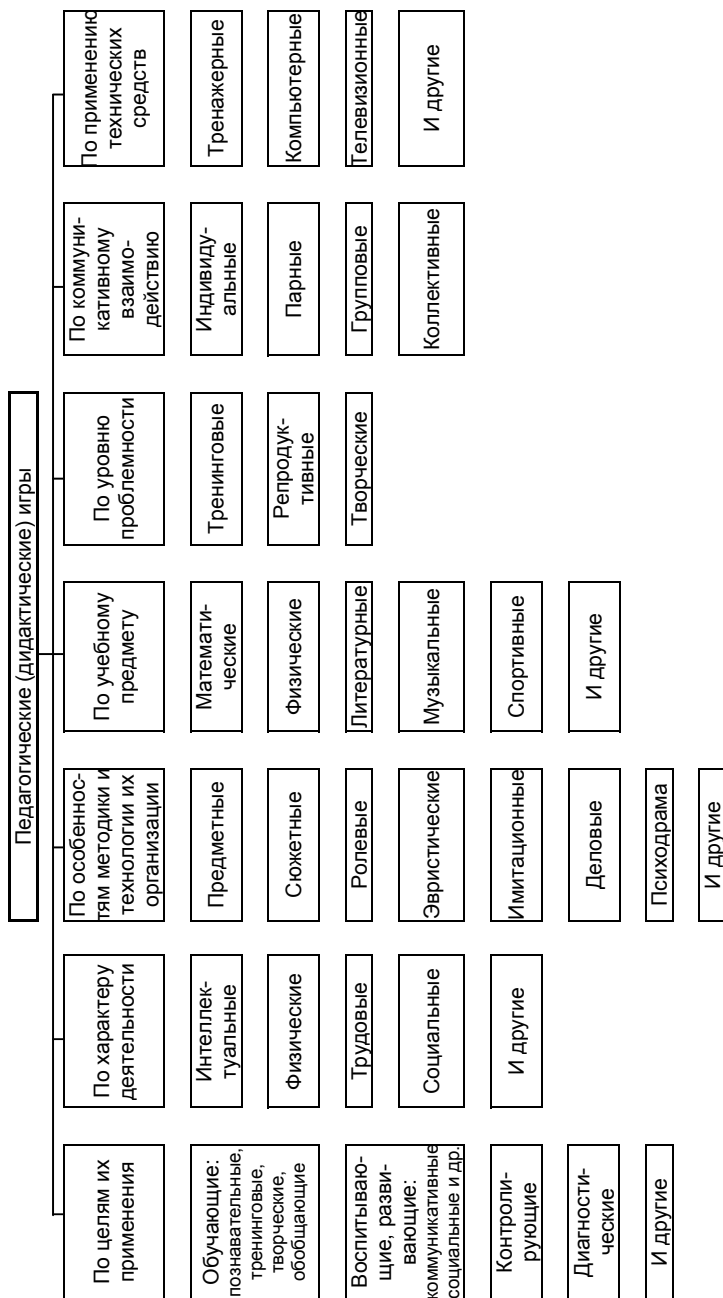 Педагогические (дидактические) игры
По целям их
применения
Обучающие:
познавательные,
тренинговые,
творческие,
обобщающие
Воспитываю-
щие, разви-
вающие:
коммуникативные
социальные и др.
Контроли-
рующие
Диагности-
ческие
И другие
По характеру
деятельности
Интеллек-
туальные
Физические
Трудовые
Социальные
И другие
По особеннос-
тям методики и
технологии их
организации
Предметные
Сюжетные
Ролевые
Эвристические
Имитационные
Деловые
Психодрама
И другие
По учебному
предмету
Математи-
ческие
Физические
Литературные
Музыкальные
Спортивные
И другие
По уровню
проблемности
Тренинговые
Репродук-
тивные
Творческие
По коммуни-
кативному
взаимо-
действию
Индивиду-
альные
Парные
Групповые
Коллективные
По применению
технических
средств
Тренажерные
Компьютерные
Телевизионные
И другие